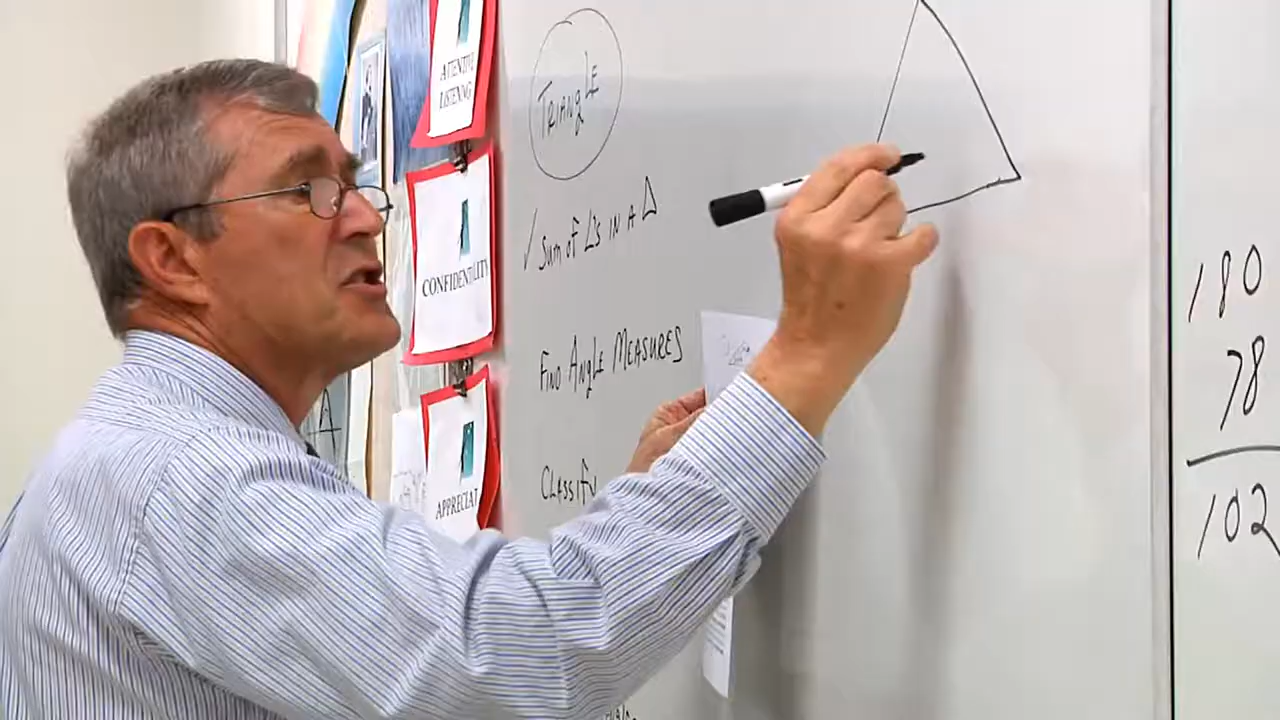 ATTENTIVE
LISTENING
CONFIDENTIALITY
APPRECIAT
TRIANgLE
✓ Sum of ∠'s IN A △
FIND ANglE MEASURES
ClASSIfy
180
78
102